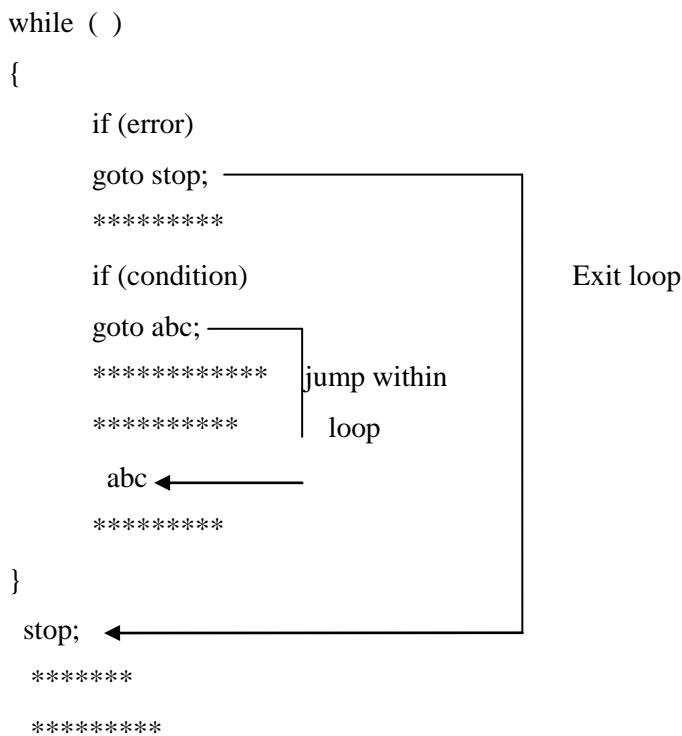 while ( )
{
if (error)
goto stop;
*********
if (condition) Exit loop
goto abc;
************ jump within
********** loop
abc
*********
}
stop;
*******
*********